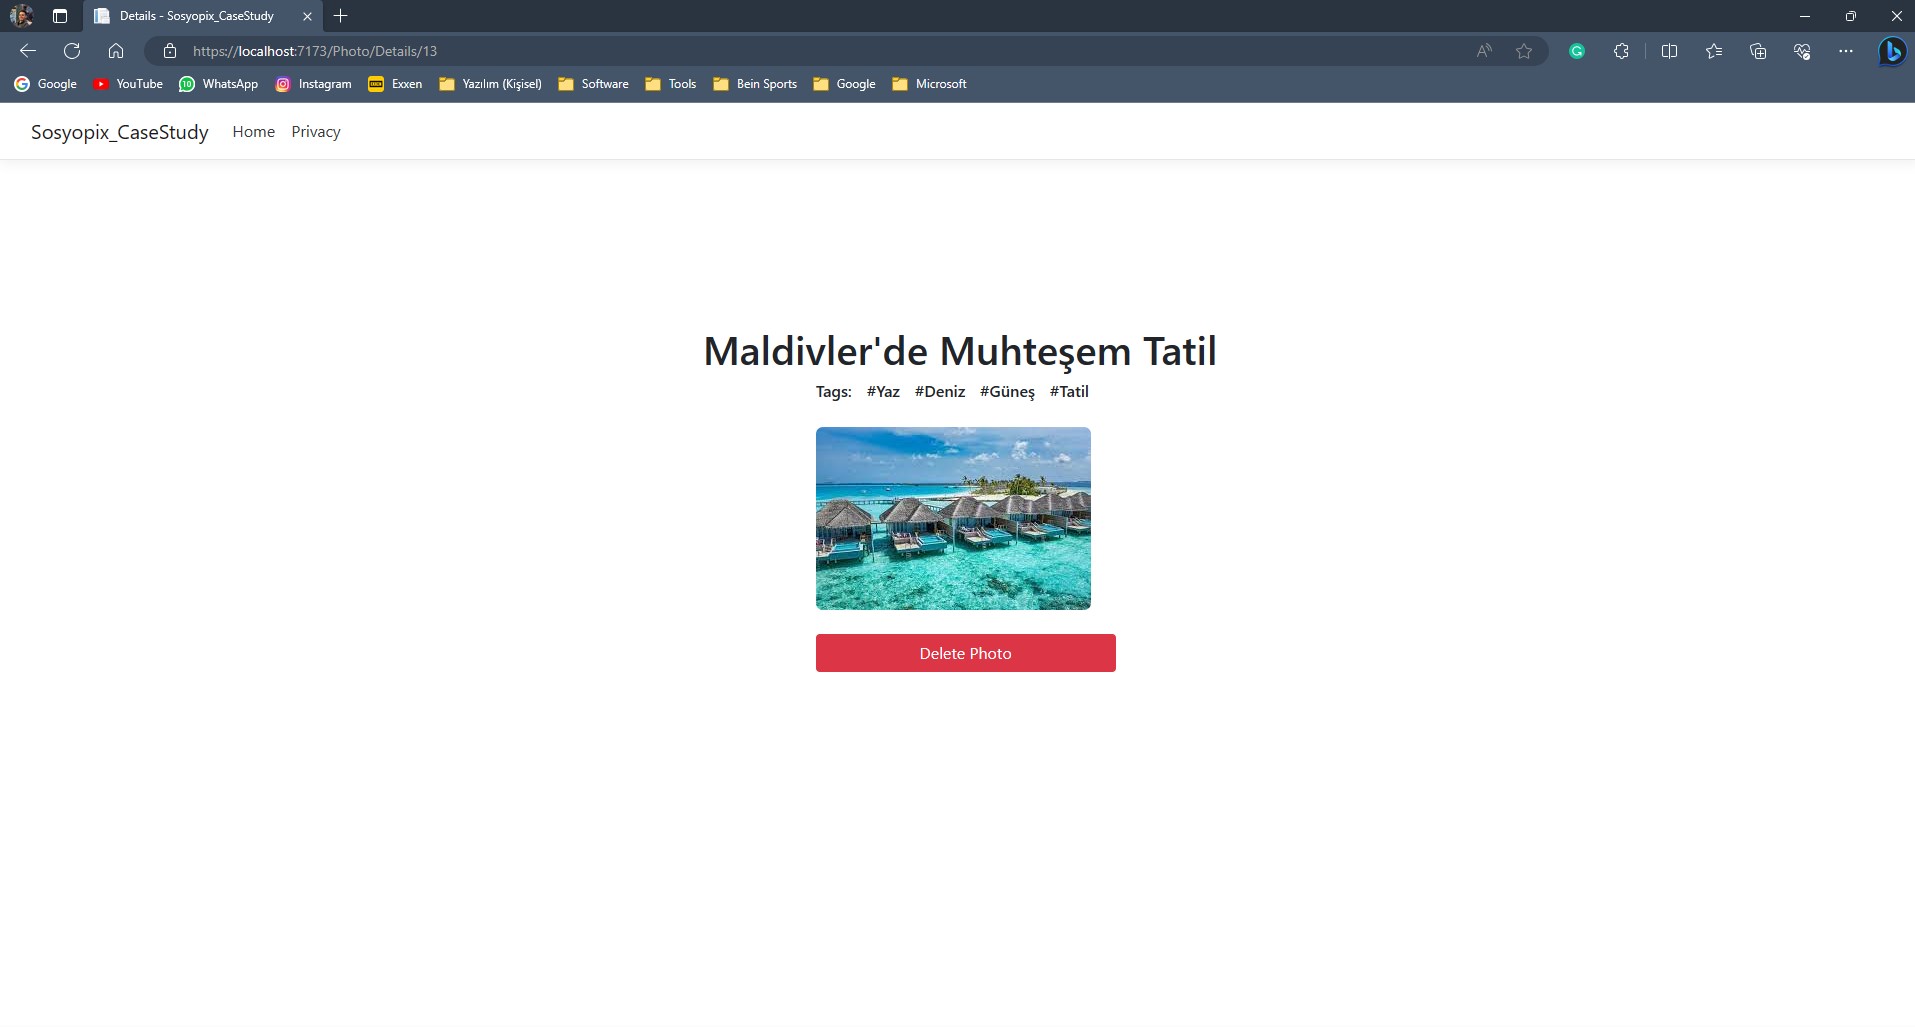 Details - Sosyopix_CaseStudy
https://localhost:7173/Photo/Details/13
Google YouTube 10 WhatsApp Instagram Exxen Yazılım (Kişisel) Software Tools Bein Sports Google Microsoft
Sosyopix_CaseStudy Home Privacy
Maldivler'de Muhteşem Tatil
Tags: #Yaz #Deniz #Güneş #Tatil
Delete Photo